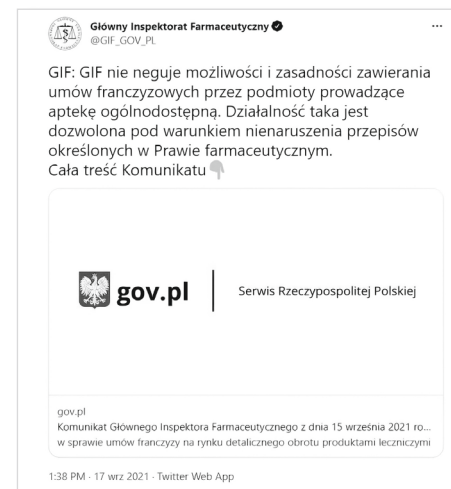 Główny Inspektorat Farmaceutyczny
@GIF_GOV_PL
GIF: GIF nie neguje możliwości i zasadności zawierania
umów franczyzowych przez podmioty prowadzące
aptekę ogólnodostępną. Działalność taka jest
dozwolona pod warunkiem nienaruszenia przepisów
określonych w Prawie farmaceutycznym.
Cała treść Komunikatu👇
gov.pl
Serwis Rzeczypospolitej Polskiej
gov.pl
Komunikat Głównego Inspektora Farmaceutycznego z dnia 15 września 2021 ro...
w sprawie umów franczyzy na rynku detalicznego obrotu produktami leczniczymi
1:38 PM · 17 wrz 2021 · Twitter Web App